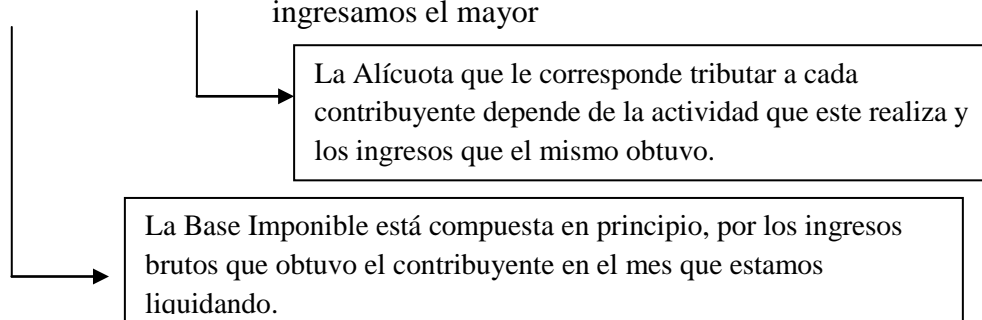 ingresamos el mayor
La Alícuota que le corresponde tributar a cada
contribuyente depende de la actividad que este realiza y
los ingresos que el mismo obtuvo.
La Base Imponible está compuesta en principio, por los ingresos
brutos que obtuvo el contribuyente en el mes que estamos
liquidando.